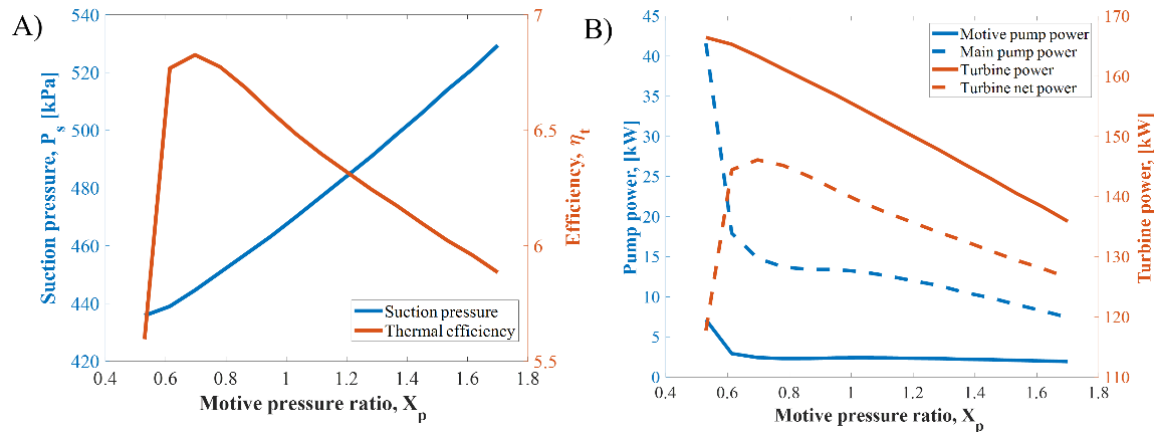 A)
540
520
500
480
460
440
420
Suction pressure, P_s [kPa]
7
6.5
6
5.5
Efficiency, η_t
Suction pressure
Thermal efficiency
0.4 0.6 0.8 1 1.2 1.4 1.6 1.8
Motive pressure ratio, X_p
B)
45
40
35
30
25
20
15
10
5
0
Pump power, [kW]
170
160
150
140
130
120
110
Turbine power, [kW]
Motive pump power
Main pump power
Turbine power
Turbine net power
0.4 0.6 0.8 1 1.2 1.4 1.6 1.8
Motive pressure ratio, X_p